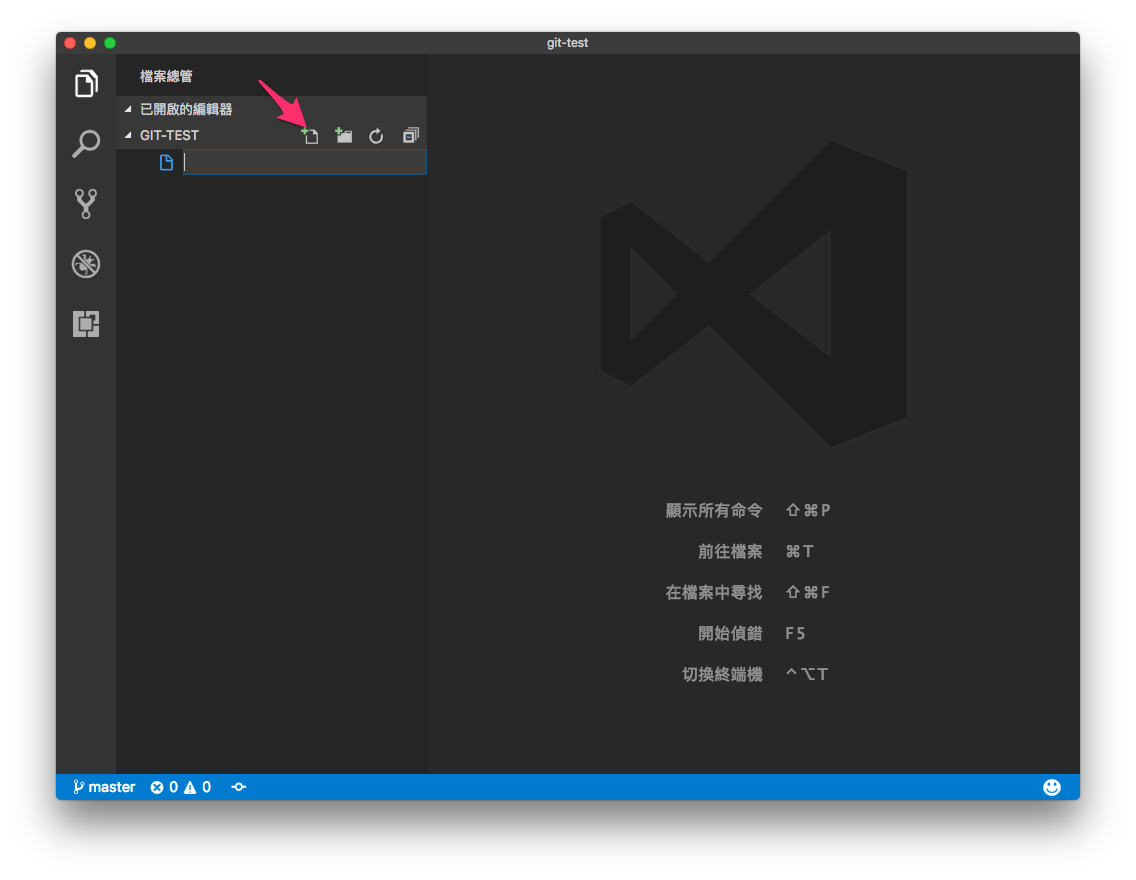 git-test
檔案總管
已開啟的編輯器
GIT-TEST
顯示所有命令 ⇧⌘P
前往檔案 ⌘T
在檔案中尋找 ⇧⌘F
開始偵錯 F5
切換終端機 ^⌥T
master 0 0